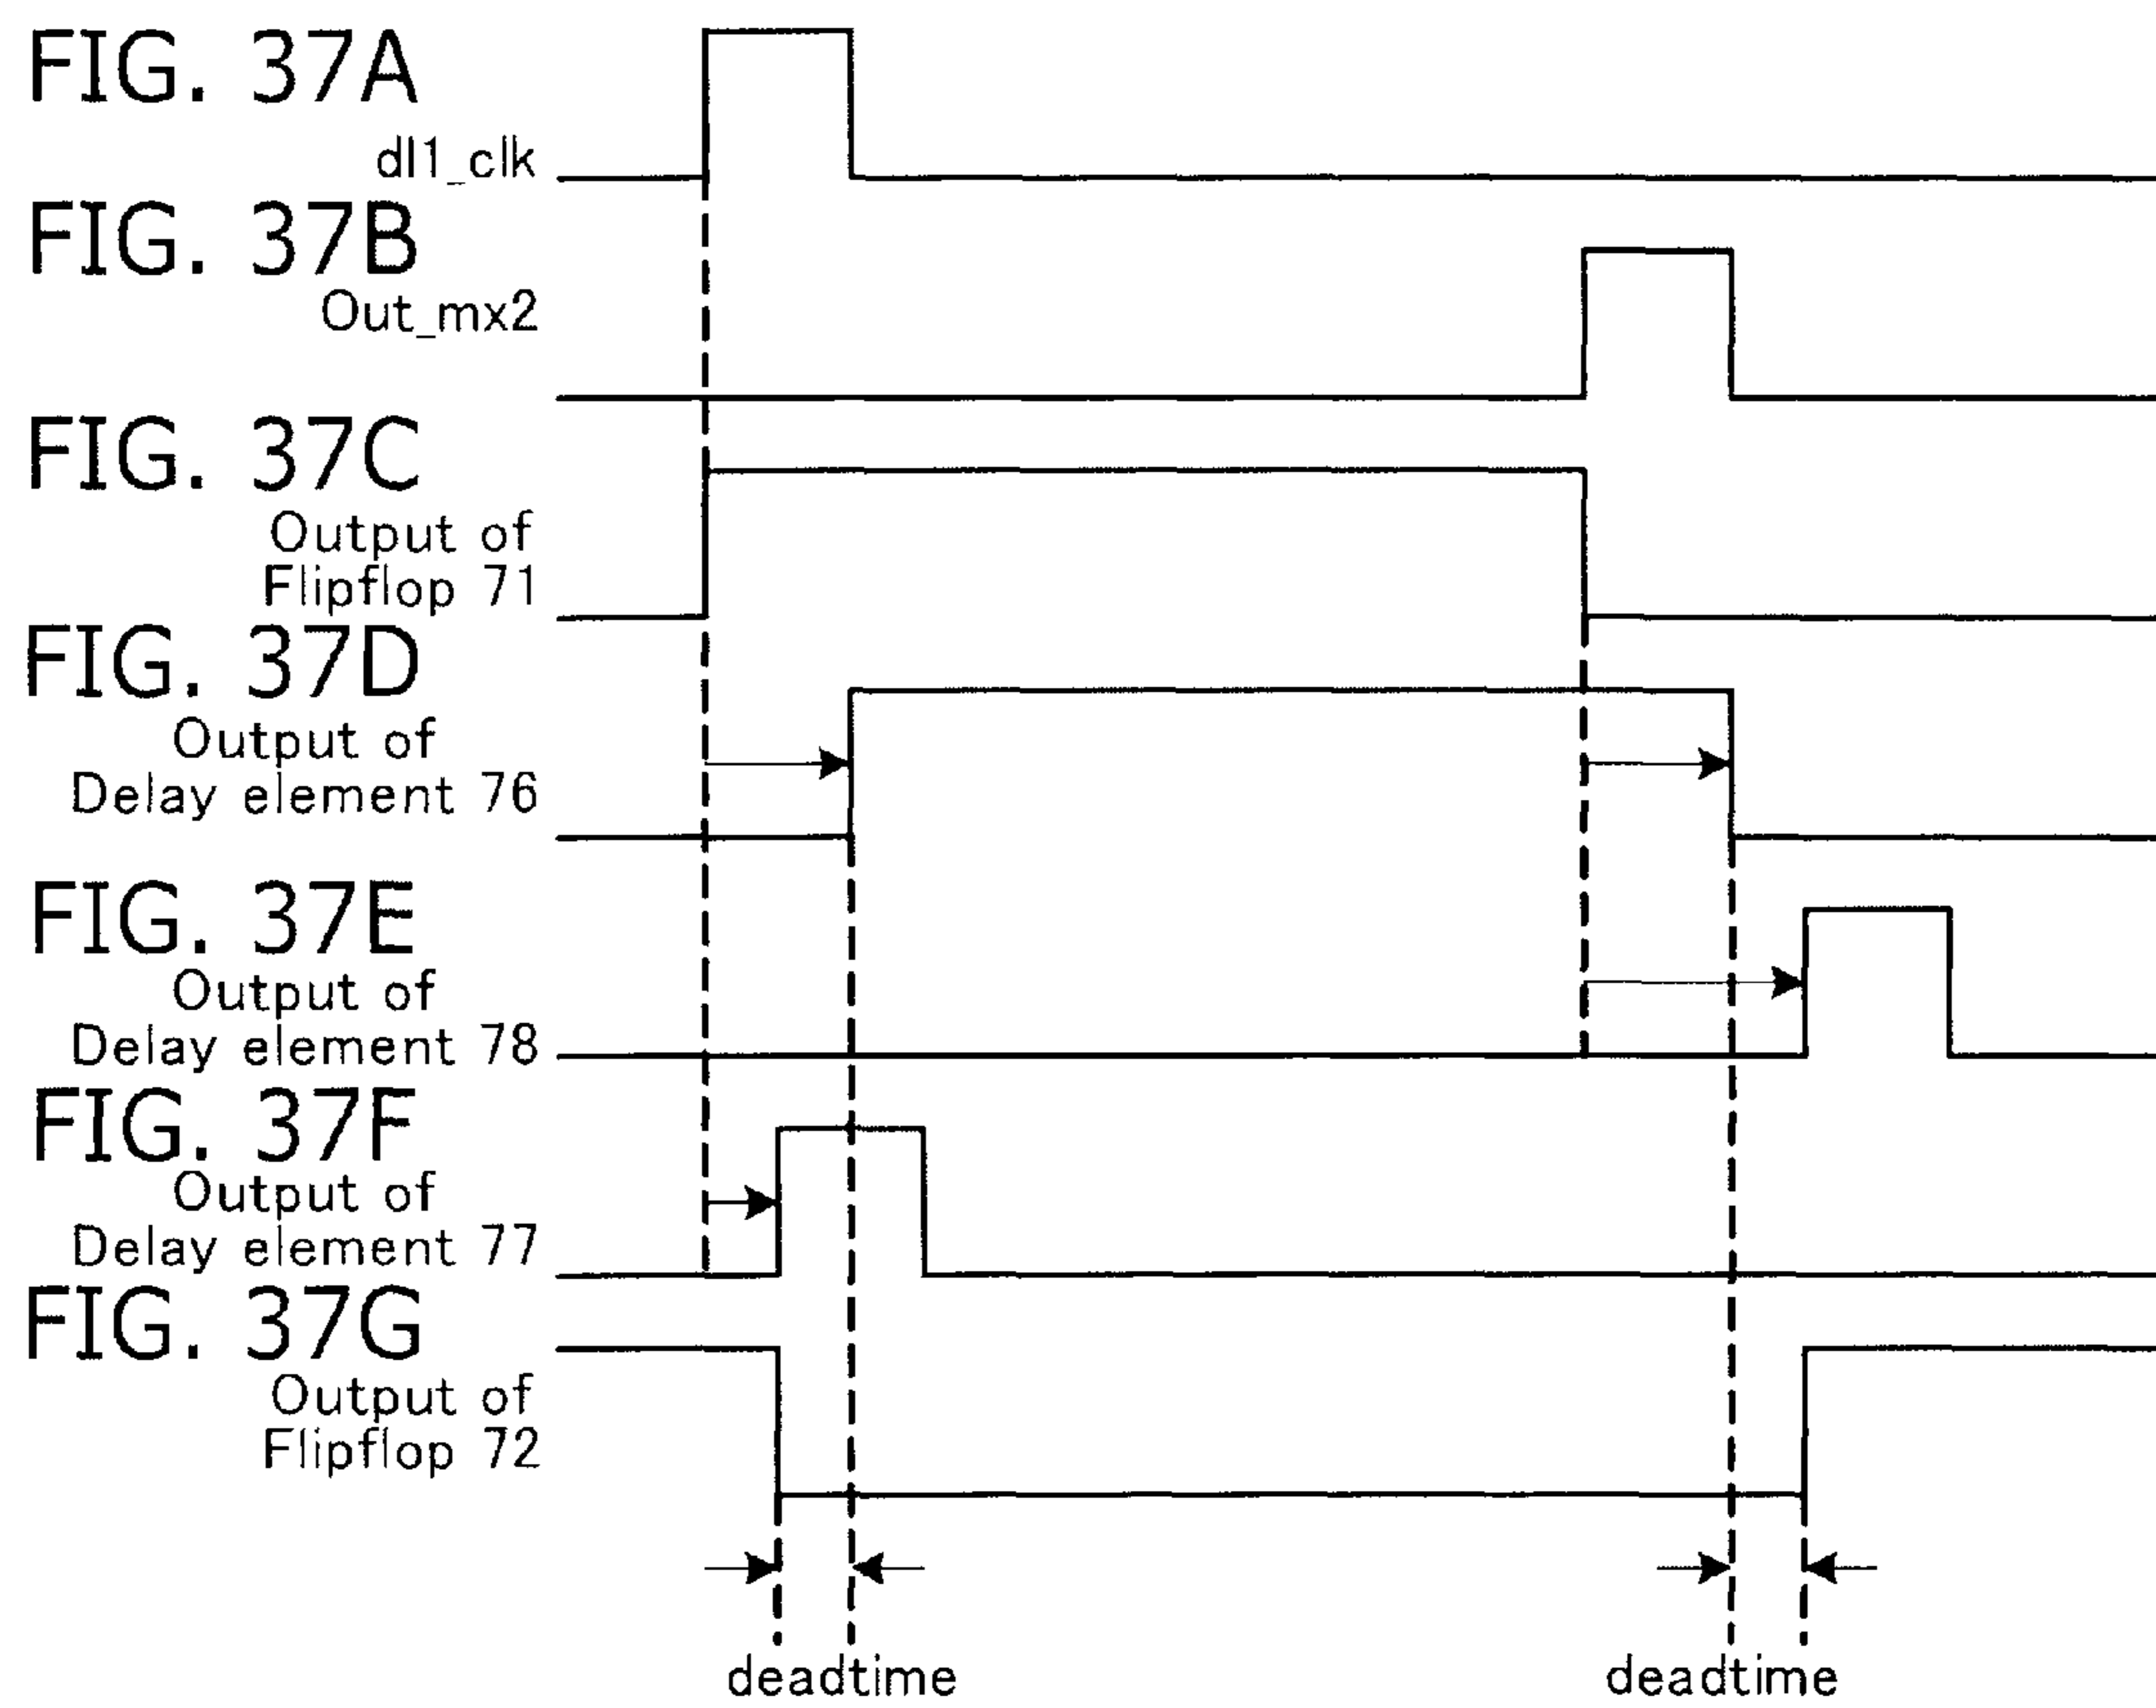 FIG. 37A
dl1_clk
FIG. 37B
Out_mx2
FIG. 37C
Output of
Flipflop 71
FIG. 37D
Output of
Delay element 76
FIG. 37E
Output of
Delay element 78
FIG. 37F
Output of
Delay element 77
FIG. 37G
Output of
Flipflop 72
deadtime
deadtime